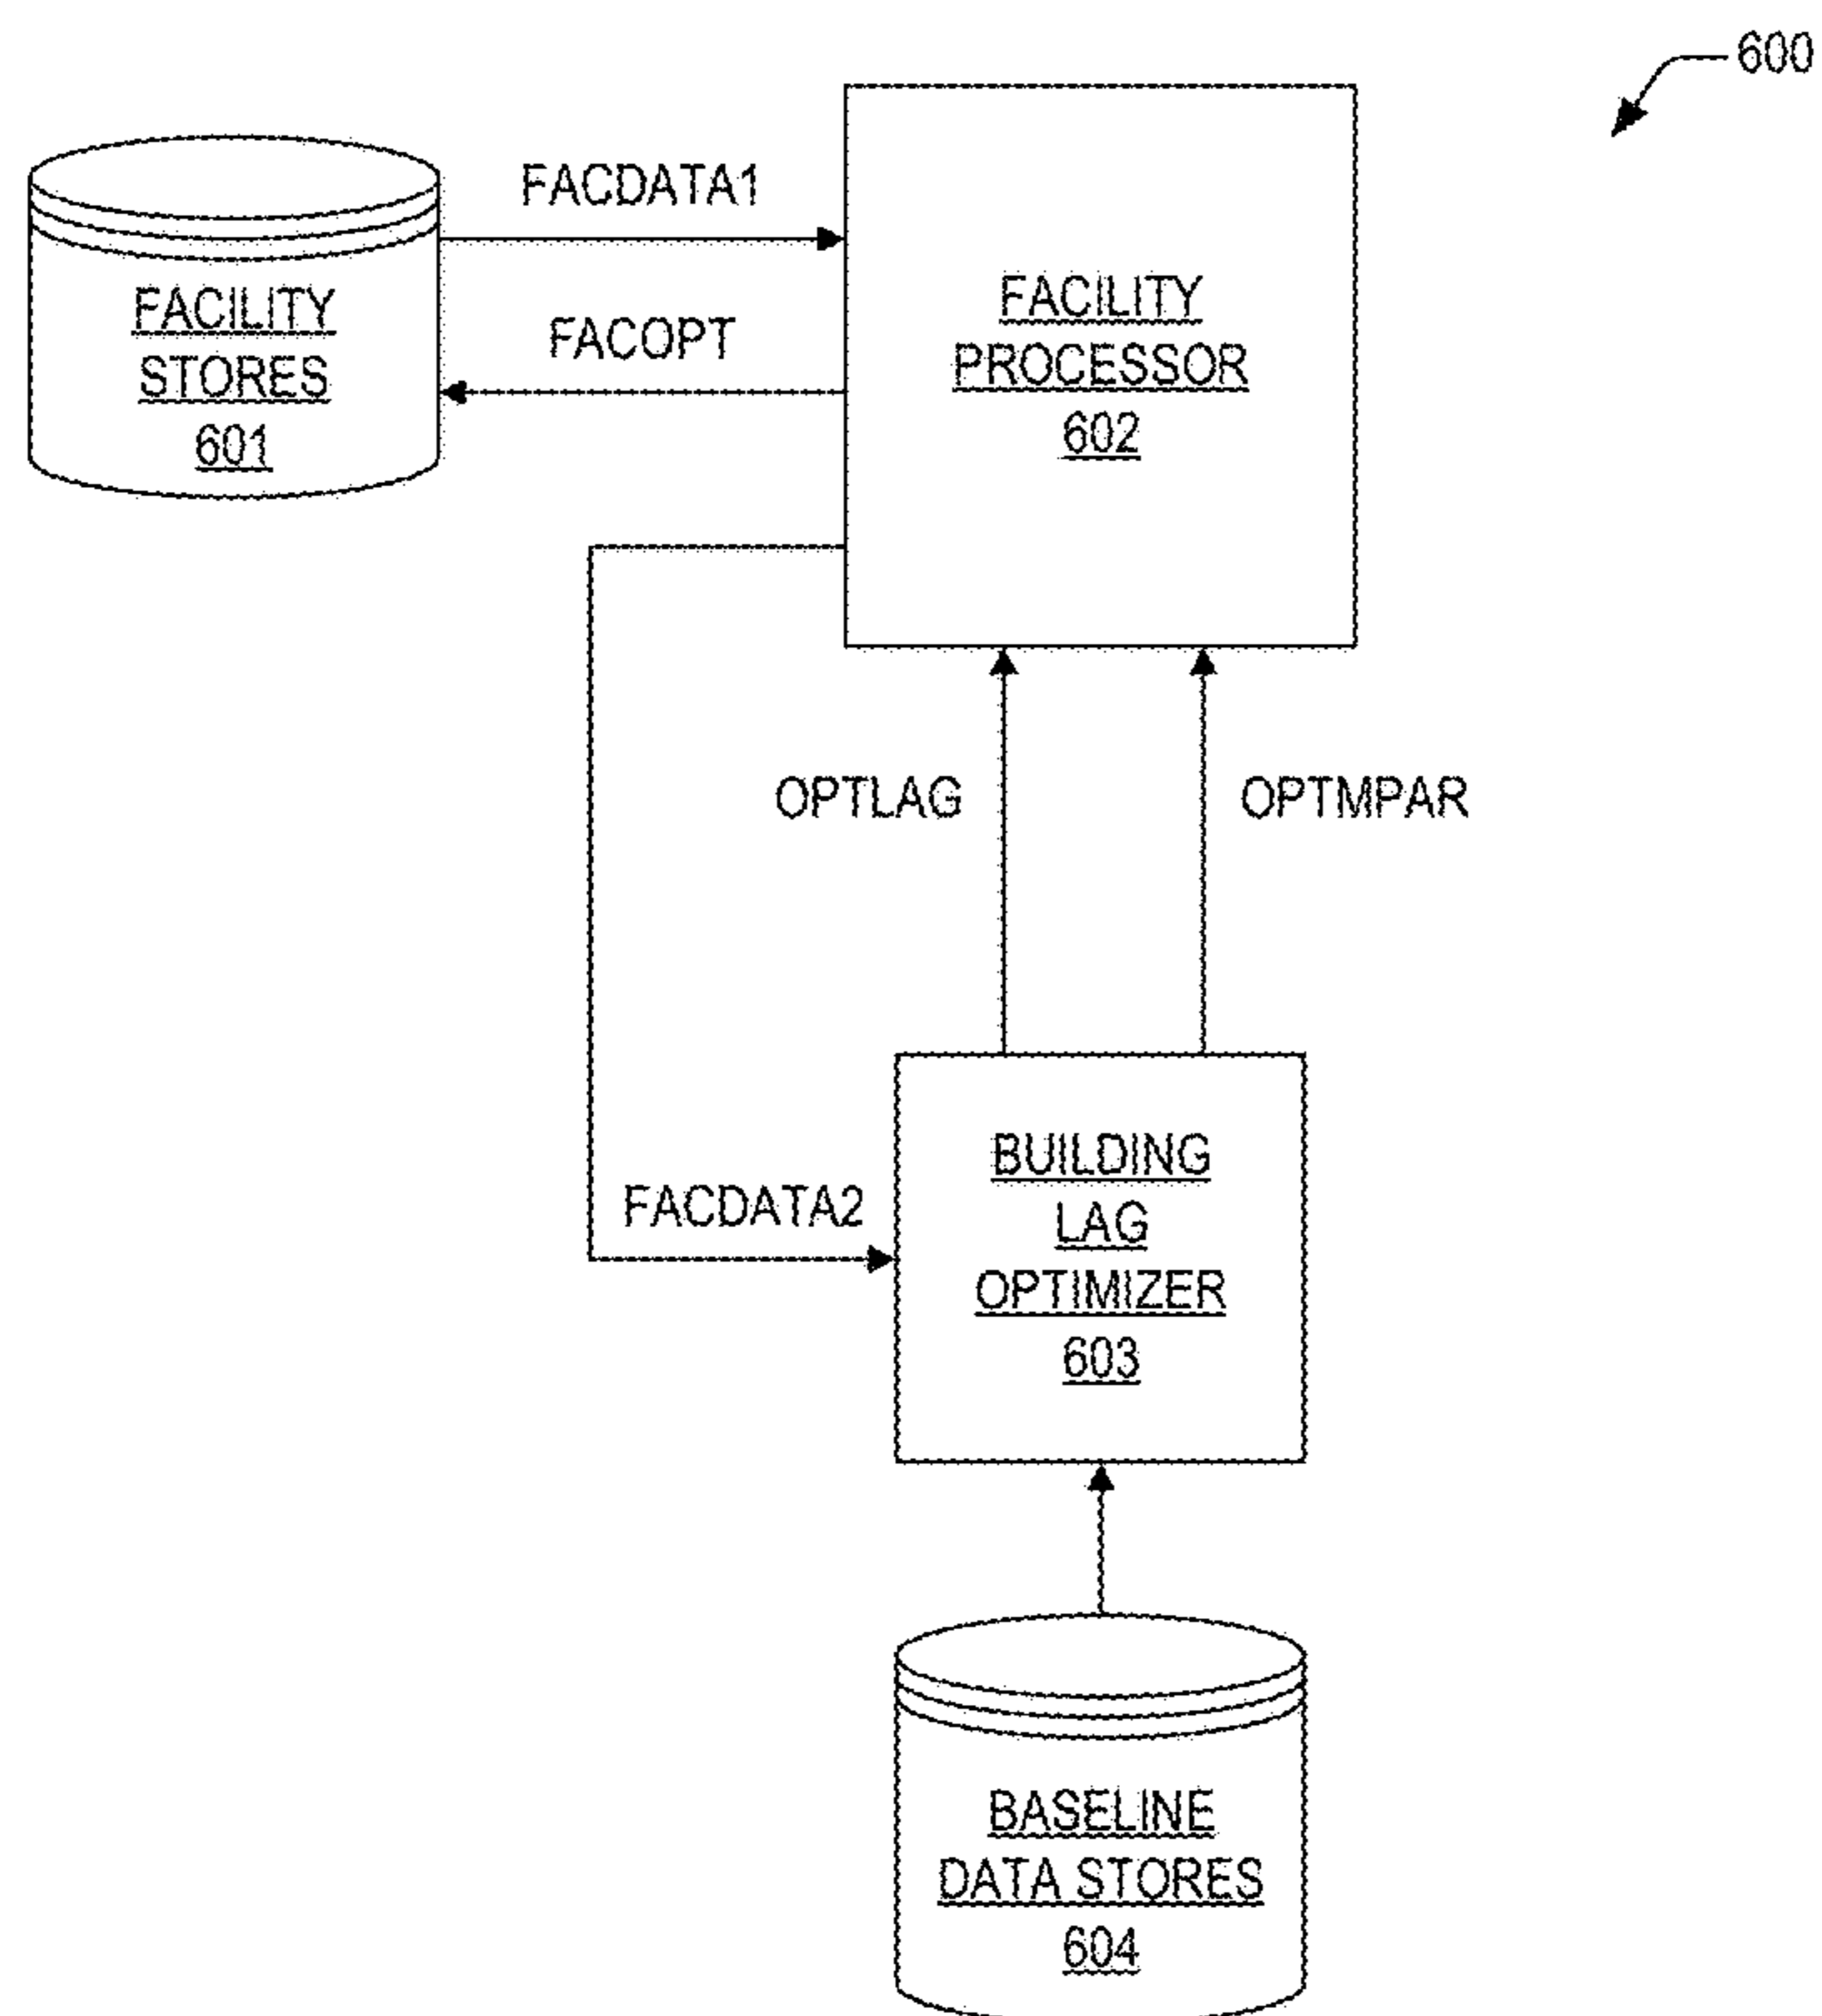 600
FACDATA1
FACILITY
STORES
601
FACOPT
FACILITY
PROCESSOR
602
OPTLAG
OPTMPAR
FACDATA2
BUILDING
LAG
OPTIMIZER
603
BASELINE
DATA STORES
604